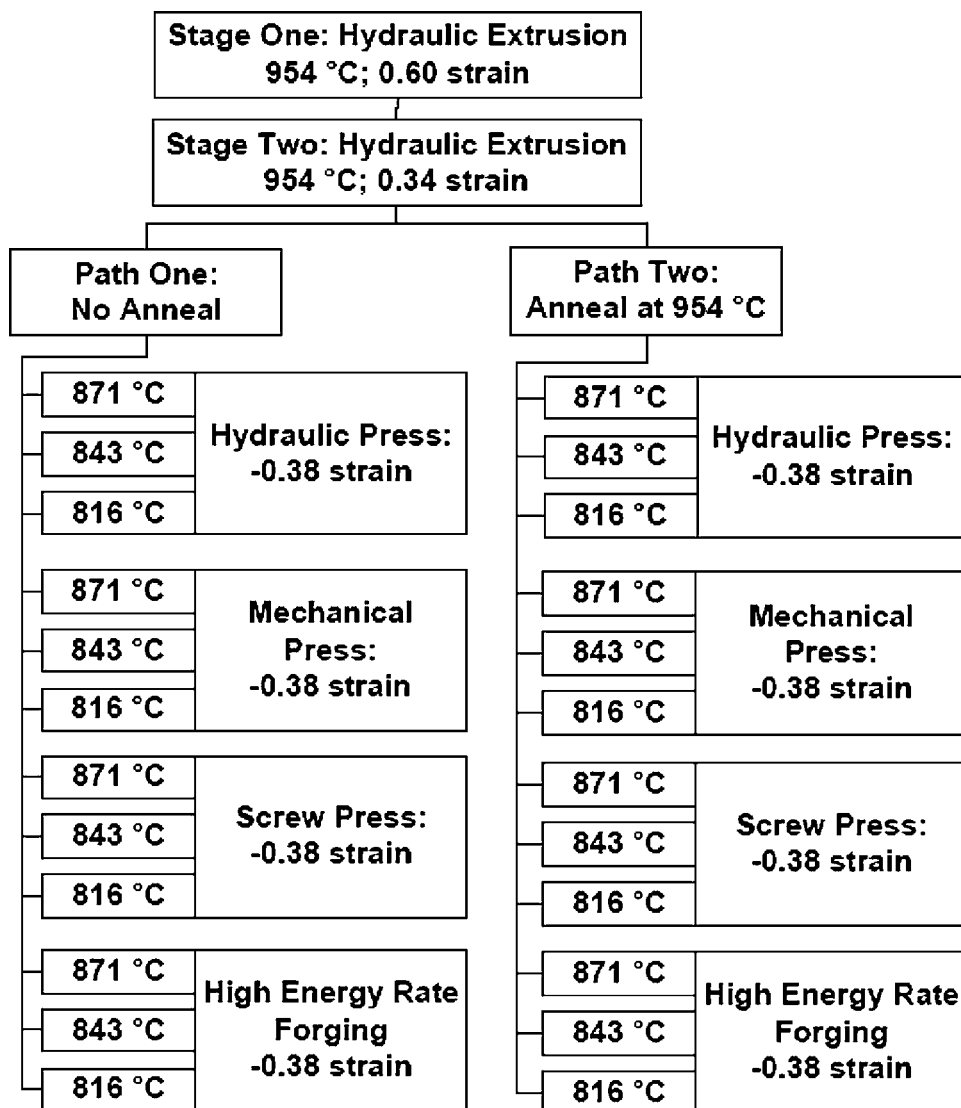 Stage One: Hydraulic Extrusion
954 °C; 0.60 strain
Stage Two: Hydraulic Extrusion
954 °C; 0.34 strain
Path One:
No Anneal
871 °C
843 °C
816 °C
Hydraulic Press:
-0.38 strain
871 °C
843 °C
816 °C
Mechanical
Press:
-0.38 strain
871 °C
843 °C
816 °C
Screw Press:
-0.38 strain
871 °C
843 °C
816 °C
High Energy Rate
Forging
-0.38 strain
Path Two:
Anneal at 954 °C
871 °C
843 °C
816 °C
Hydraulic Press:
-0.38 strain
871 °C
843 °C
816 °C
Mechanical
Press:
-0.38 strain
871 °C
843 °C
816 °C
Screw Press:
-0.38 strain
871 °C
843 °C
816 °C
High Energy Rate
Forging
-0.38 strain